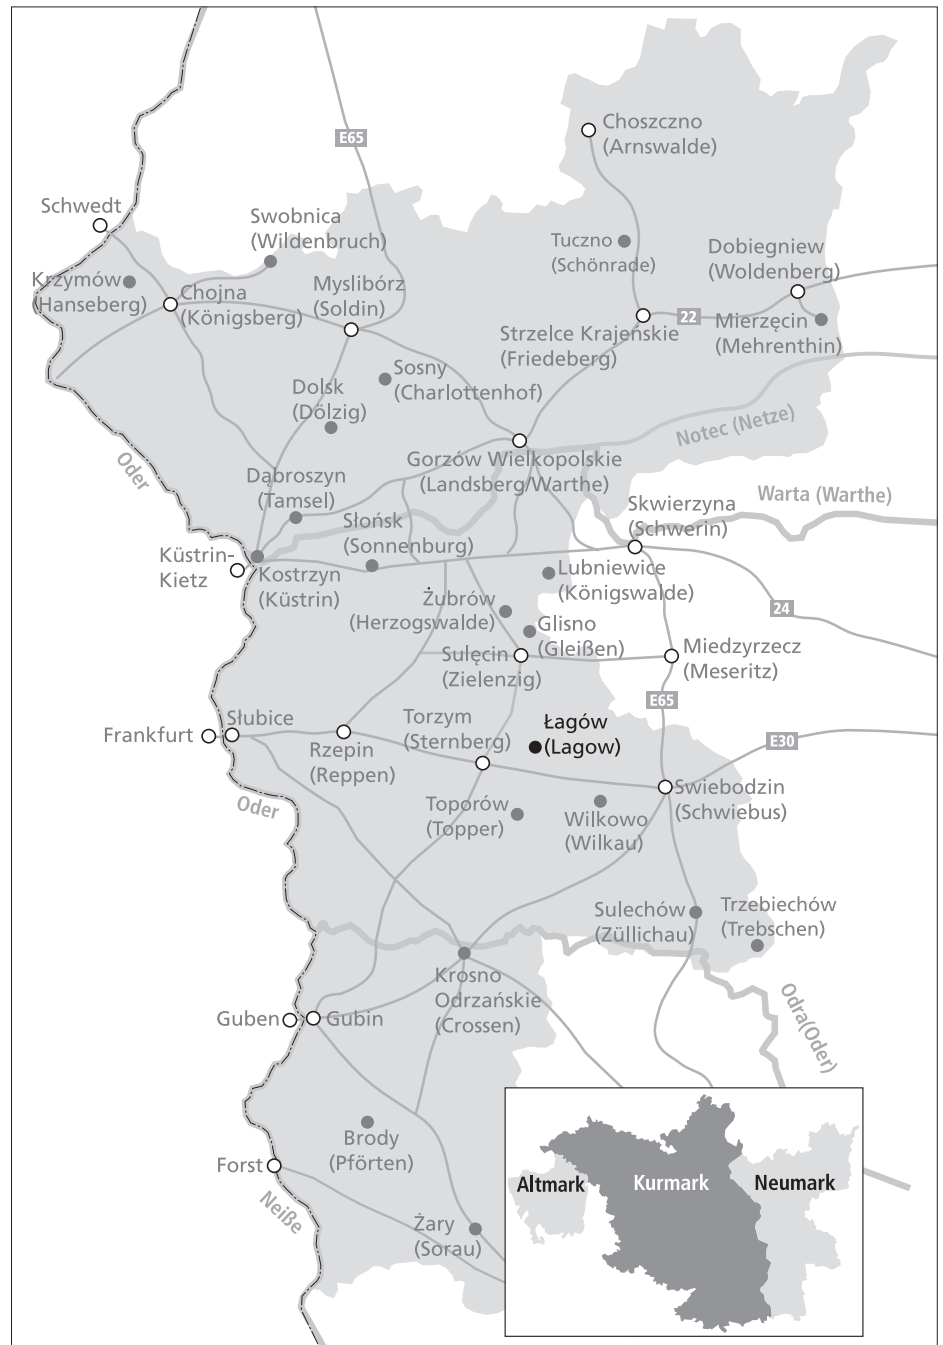 E65
Choszczno
(Arnswalde)
Schwedt
Swobnica
(Wildenbruch)
Tuczno
(Schönrade)
Dobiegniew
(Woldenberg)
Krzymów
(Hanseberg)
Chojna
(Königsberg)
Myslibórz
(Soldin)
22
Strzelce Krajeńskie
(Friedeberg)
Mierzęcin
(Mehrenthin)
Sosny
(Charlottenhof)
Dolsk
(Dölzig)
Notec (Netze)
Oder
Gorzów Wielkopolskie
(Landsberg/Warthe)
Dąbroszyn
(Tamsel)
Warta (Warthe)
Skwierzyna
(Schwerin)
Słońsk
(Sonnenburg)
Küstrin-
Kietz
Kostrzyn
(Küstrin)
Lubniewice
(Königswalde)
Żubrów
(Herzogswalde)
24
Glisno
(Gleißen)
Sulęcin
(Zielenzig)
Miedzyrzecz
(Meseritz)
E65
Frankfurt
Słubice
Rzepin
(Reppen)
Torzym
(Sternberg)
Łagów
(Lagow)
E30
Swiebodzin
(Schwiebus)
Oder
Toporów
(Topper)
Wilkowo
(Wilkau)
Sulechów
(Züllichau)
Trzebiechów
(Trebschen)
Krosno
Odrzańskie
(Crossen)
Odra(Oder)
Guben
Gubin
Brody
(Pförten)
Forst
Neiße
Żary
(Sorau)
Altmark
Kurmark
Neumark